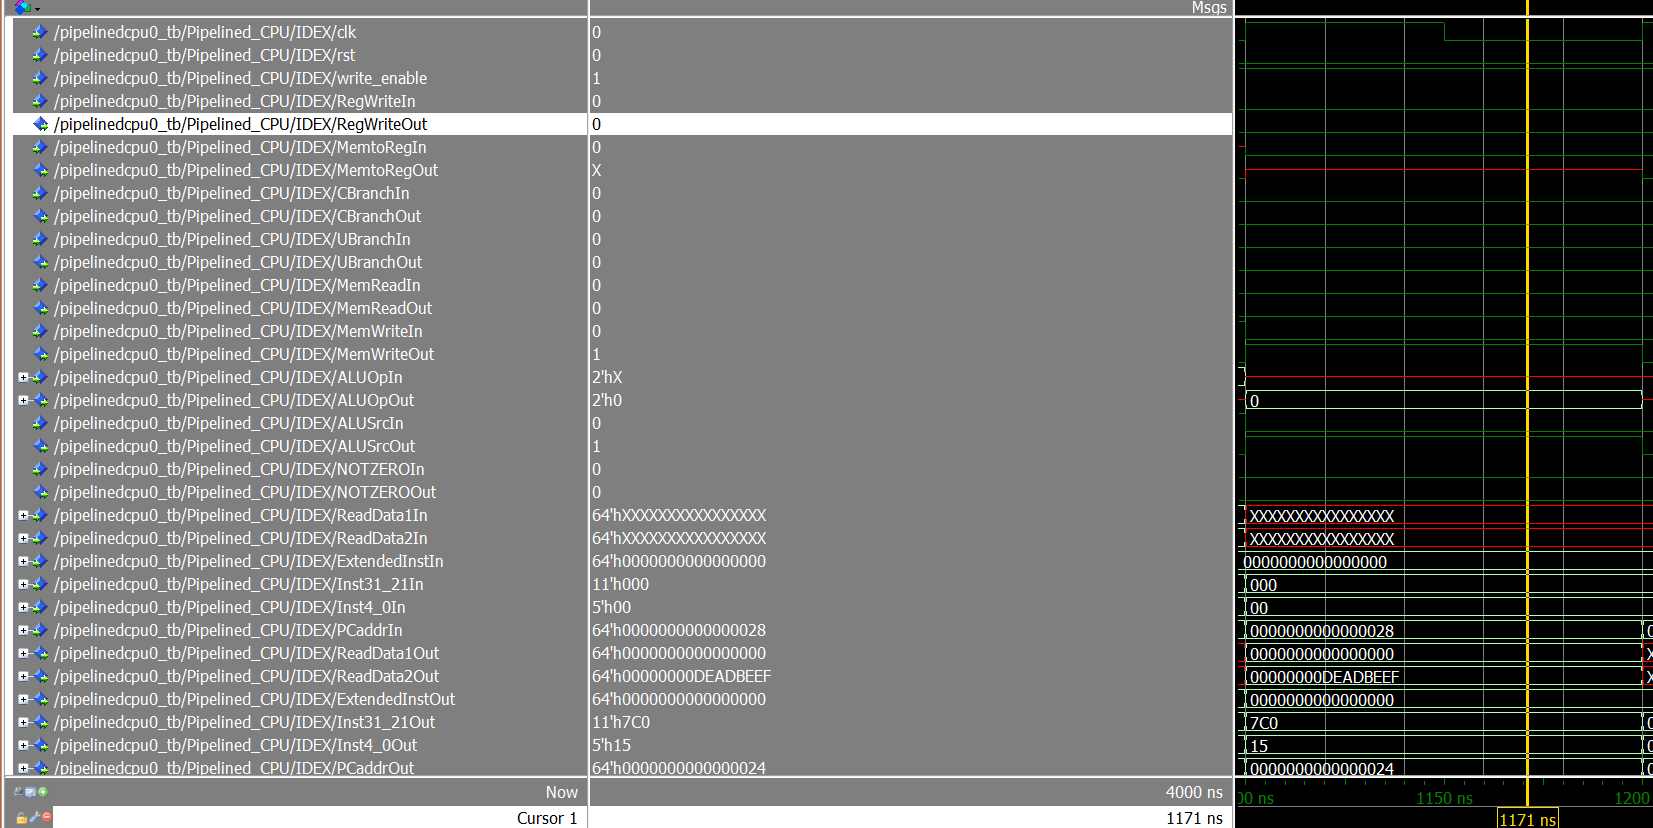 Msgs
/pipelinedcpu0_tb/Pipelined_CPU/IDEX/clk 0
/pipelinedcpu0_tb/Pipelined_CPU/IDEX/rst 0
/pipelinedcpu0_tb/Pipelined_CPU/IDEX/write_enable 1
/pipelinedcpu0_tb/Pipelined_CPU/IDEX/RegWriteIn 0
/pipelinedcpu0_tb/Pipelined_CPU/IDEX/RegWriteOut 0
/pipelinedcpu0_tb/Pipelined_CPU/IDEX/MemtoRegIn 0
/pipelinedcpu0_tb/Pipelined_CPU/IDEX/MemtoRegOut X
/pipelinedcpu0_tb/Pipelined_CPU/IDEX/CBranchIn 0
/pipelinedcpu0_tb/Pipelined_CPU/IDEX/CBranchOut 0
/pipelinedcpu0_tb/Pipelined_CPU/IDEX/UBranchIn 0
/pipelinedcpu0_tb/Pipelined_CPU/IDEX/UBranchOut 0
/pipelinedcpu0_tb/Pipelined_CPU/IDEX/MemReadIn 0
/pipelinedcpu0_tb/Pipelined_CPU/IDEX/MemReadOut 0
/pipelinedcpu0_tb/Pipelined_CPU/IDEX/MemWriteIn 0
/pipelinedcpu0_tb/Pipelined_CPU/IDEX/MemWriteOut 1
/pipelinedcpu0_tb/Pipelined_CPU/IDEX/ALUOpIn 2'hX
/pipelinedcpu0_tb/Pipelined_CPU/IDEX/ALUOpOut 2'h0 0
/pipelinedcpu0_tb/Pipelined_CPU/IDEX/ALUSrcIn 0
/pipelinedcpu0_tb/Pipelined_CPU/IDEX/ALUSrcOut 1
/pipelinedcpu0_tb/Pipelined_CPU/IDEX/NOTZEROIn 0
/pipelinedcpu0_tb/Pipelined_CPU/IDEX/NOTZEROOut 0
/pipelinedcpu0_tb/Pipelined_CPU/IDEX/ReadData1In 64'hXXXXXXXXXXXXXXXX XXXXXXXXXXXXXXXX
/pipelinedcpu0_tb/Pipelined_CPU/IDEX/ReadData2In 64'hXXXXXXXXXXXXXXXX XXXXXXXXXXXXXXXX
/pipelinedcpu0_tb/Pipelined_CPU/IDEX/ExtendedInstIn 64'h0000000000000000 0000000000000000
/pipelinedcpu0_tb/Pipelined_CPU/IDEX/Inst31_21In 11'h000 000
/pipelinedcpu0_tb/Pipelined_CPU/IDEX/Inst4_0In 5'h00 00
/pipelinedcpu0_tb/Pipelined_CPU/IDEX/PCaddrIn 64'h0000000000000028 0000000000000028
/pipelinedcpu0_tb/Pipelined_CPU/IDEX/ReadData1Out 64'h0000000000000000 0000000000000000
/pipelinedcpu0_tb/Pipelined_CPU/IDEX/ReadData2Out 64'h00000000DEADBEEF 00000000DEADBEEF
/pipelinedcpu0_tb/Pipelined_CPU/IDEX/ExtendedInstOut 64'h0000000000000000 0000000000000000
/pipelinedcpu0_tb/Pipelined_CPU/IDEX/Inst31_21Out 11'h7C0 7C0
/pipelinedcpu0_tb/Pipelined_CPU/IDEX/Inst4_0Out 5'h15 15
/pipelinedcpu0_tb/Pipelined_CPU/IDEX/PCaddrOut 64'h0000000000000024 0000000000000024
Now 4000 ns 00 ns 1150 ns 1200
Cursor 1 1171 ns 1171 ns